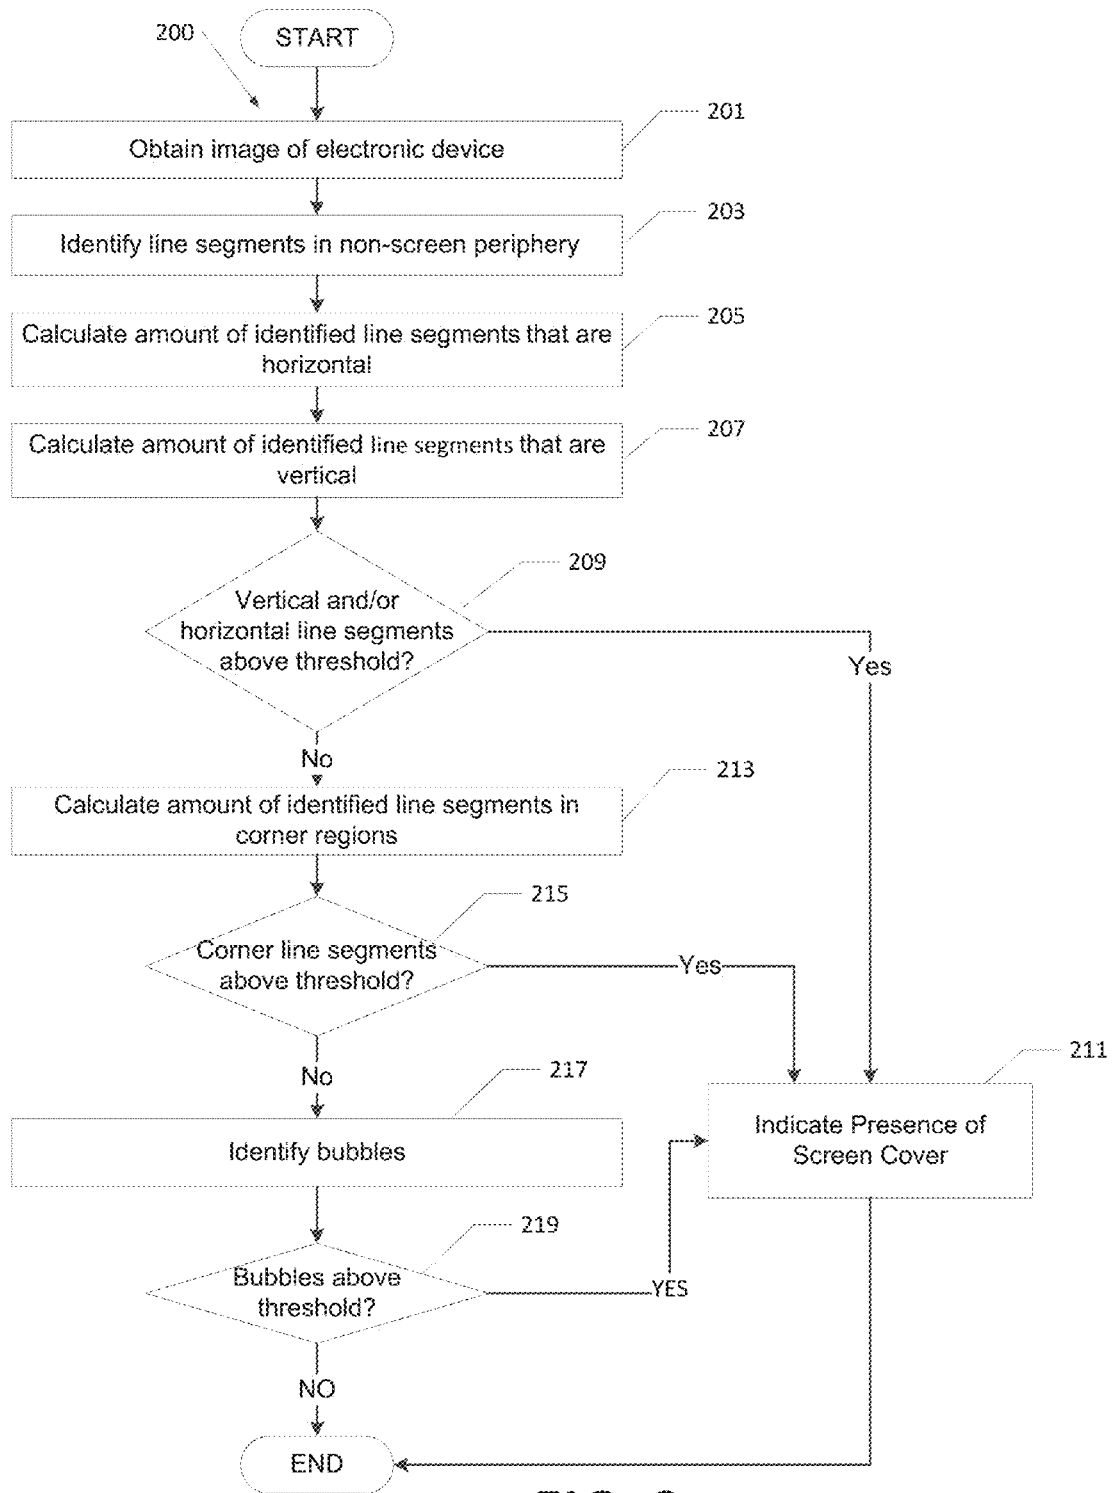 200
START
201
Obtain image of electronic device
203
Identify line segments in non-screen periphery
205
Calculate amount of identified line segments that are
horizontal
207
Calculate amount of identified line segments that are
vertical
209
Vertical and/or
horizontal line segments
above threshold?
Yes
No
213
Calculate amount of identified line segments in
corner regions
215
Corner line segments
above threshold?
Yes
No
211
217
Indicate Presence of
Screen Cover
Identify bubbles
219
Bubbles above
threshold?
YES
NO
END